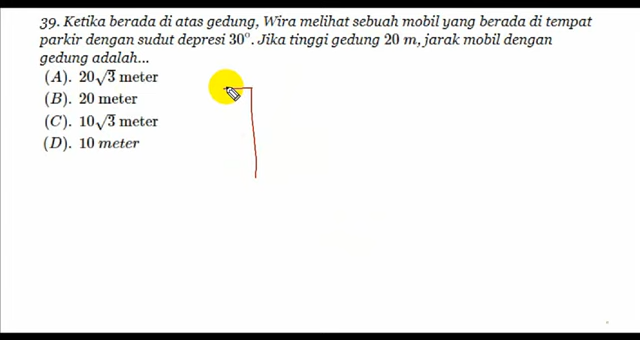 39. Ketika berada di atas gedung, Wira melihat sebuah mobil yang berada di tempat
parkir dengan sudut depresi 30°. Jika tinggi gedung 20 m, jarak mobil dengan
gedung adalah...
(A). 20√3 meter
(B). 20 meter
(C). 10√3 meter
(D). 10 meter